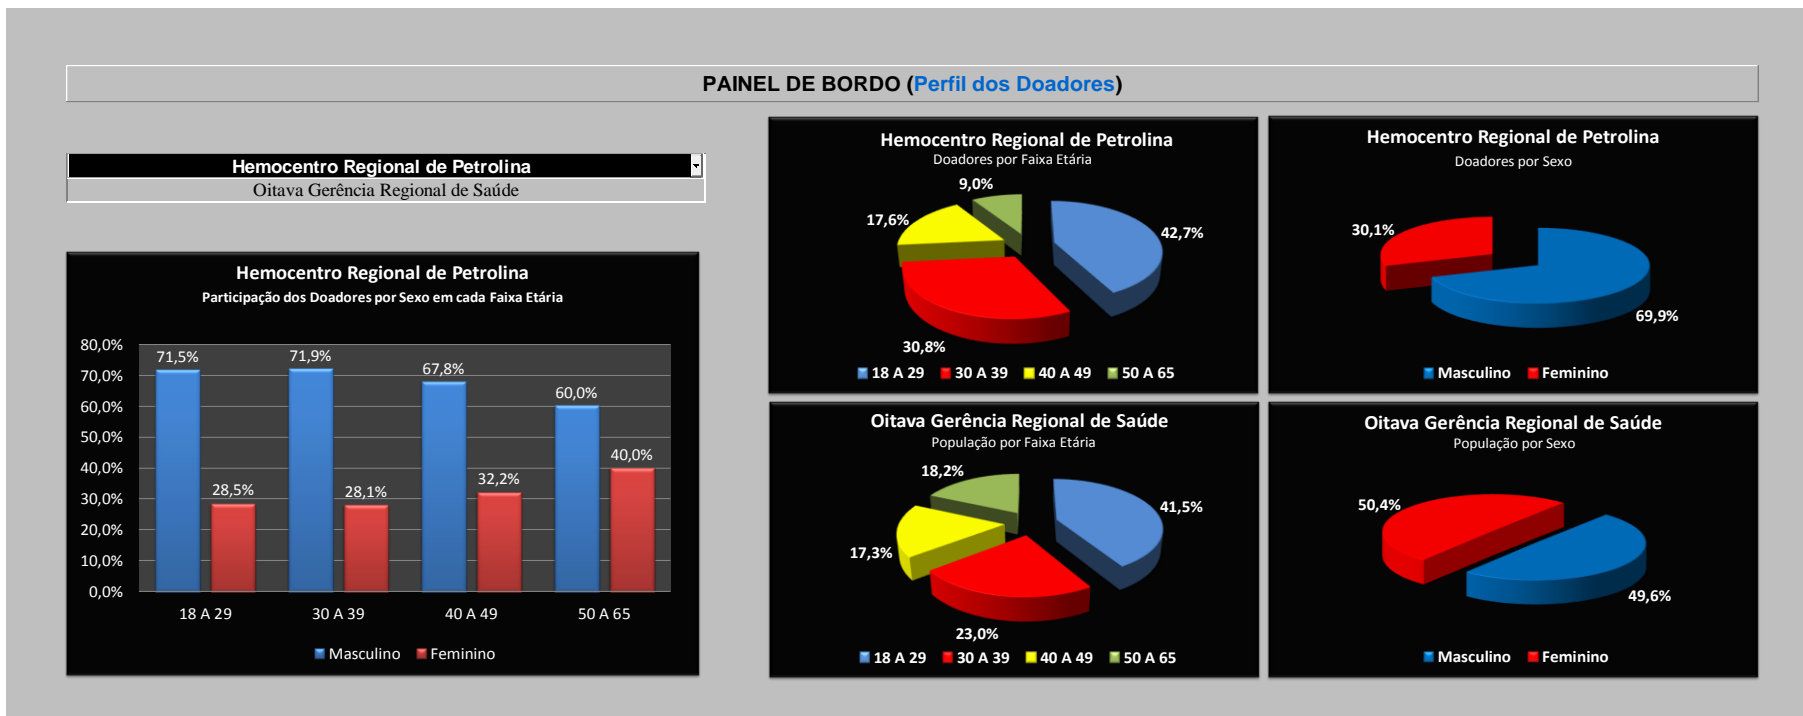 PAINEL DE BORDO (Perfil dos Doadores)
Hemocentro Regional de Petrolina
Oitava Gerência Regional de Saúde
Hemocentro Regional de Petrolina
Participação dos Doadores por Sexo em cada Faixa Etária
80,0%
70,0%
60,0%
50,0%
40,0%
30,0%
20,0%
10,0%
0,0%
71,5%
28,5%
71,9%
28,1%
67,8%
32,2%
60,0%
40,0%
18 A 29
30 A 39
40 A 49
50 A 65
Masculino Feminino
Hemocentro Regional de Petrolina
Doadores por Faixa Etária
9,0%
17,6%
42,7%
30,8%
18 A 29 30 A 39 40 A 49 50 A 65
Hemocentro Regional de Petrolina
Doadores por Sexo
30,1%
69,9%
Masculino Feminino
Oitava Gerência Regional de Saúde
População por Faixa Etária
18,2%
41,5%
17,3%
23,0%
18 A 29 30 A 39 40 A 49 50 A 65
Oitava Gerência Regional de Saúde
População por Sexo
50,4%
49,6%
Masculino Feminino